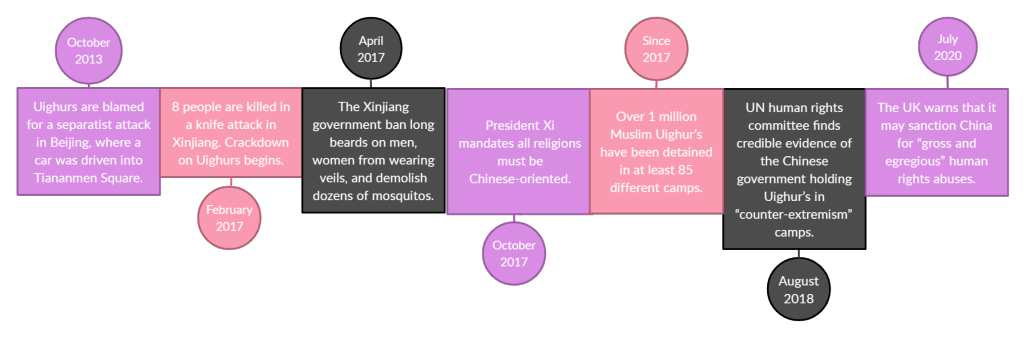 October
2013
Uighurs are blamed
for a separatist attack
in Beijing, where a
car was driven into
Tiananmen Square.
8 people are killed in
a knife attack in
Xinjiang. Crackdown
on Uighurs begins.
February
2017
April
2017
The Xinjiang
government ban long
beards on men,
women from wearing
veils, and demolish
dozens of mosquitos.
President Xi
mandates all religions
must be
Chinese-oriented.
October
2017
Since
2017
Over 1 million
Muslim Uighur's
have been detained
in at least 85
different camps.
UN human rights
committee finds
credible evidence of
the Chinese
government holding
Uighur's in
“counter-extremism”
camps.
August
2018
July
2020
The UK warns that it
may sanction China
for “gross and
egregious” human
rights abuses.